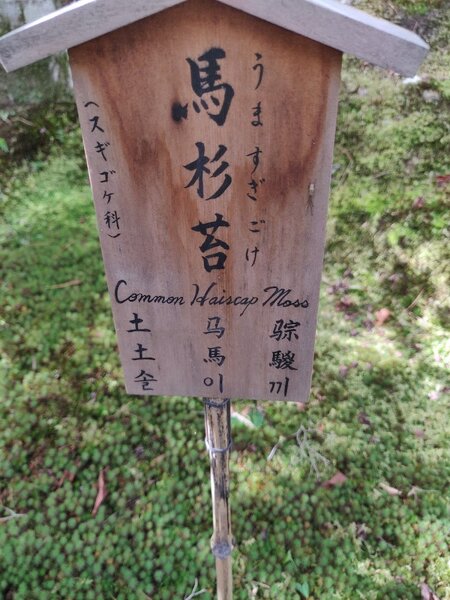 うますぎごけ
馬杉苔
(スギゴケ科)
Common Haircap Moss
土马骔
土馬騣
솔이끼